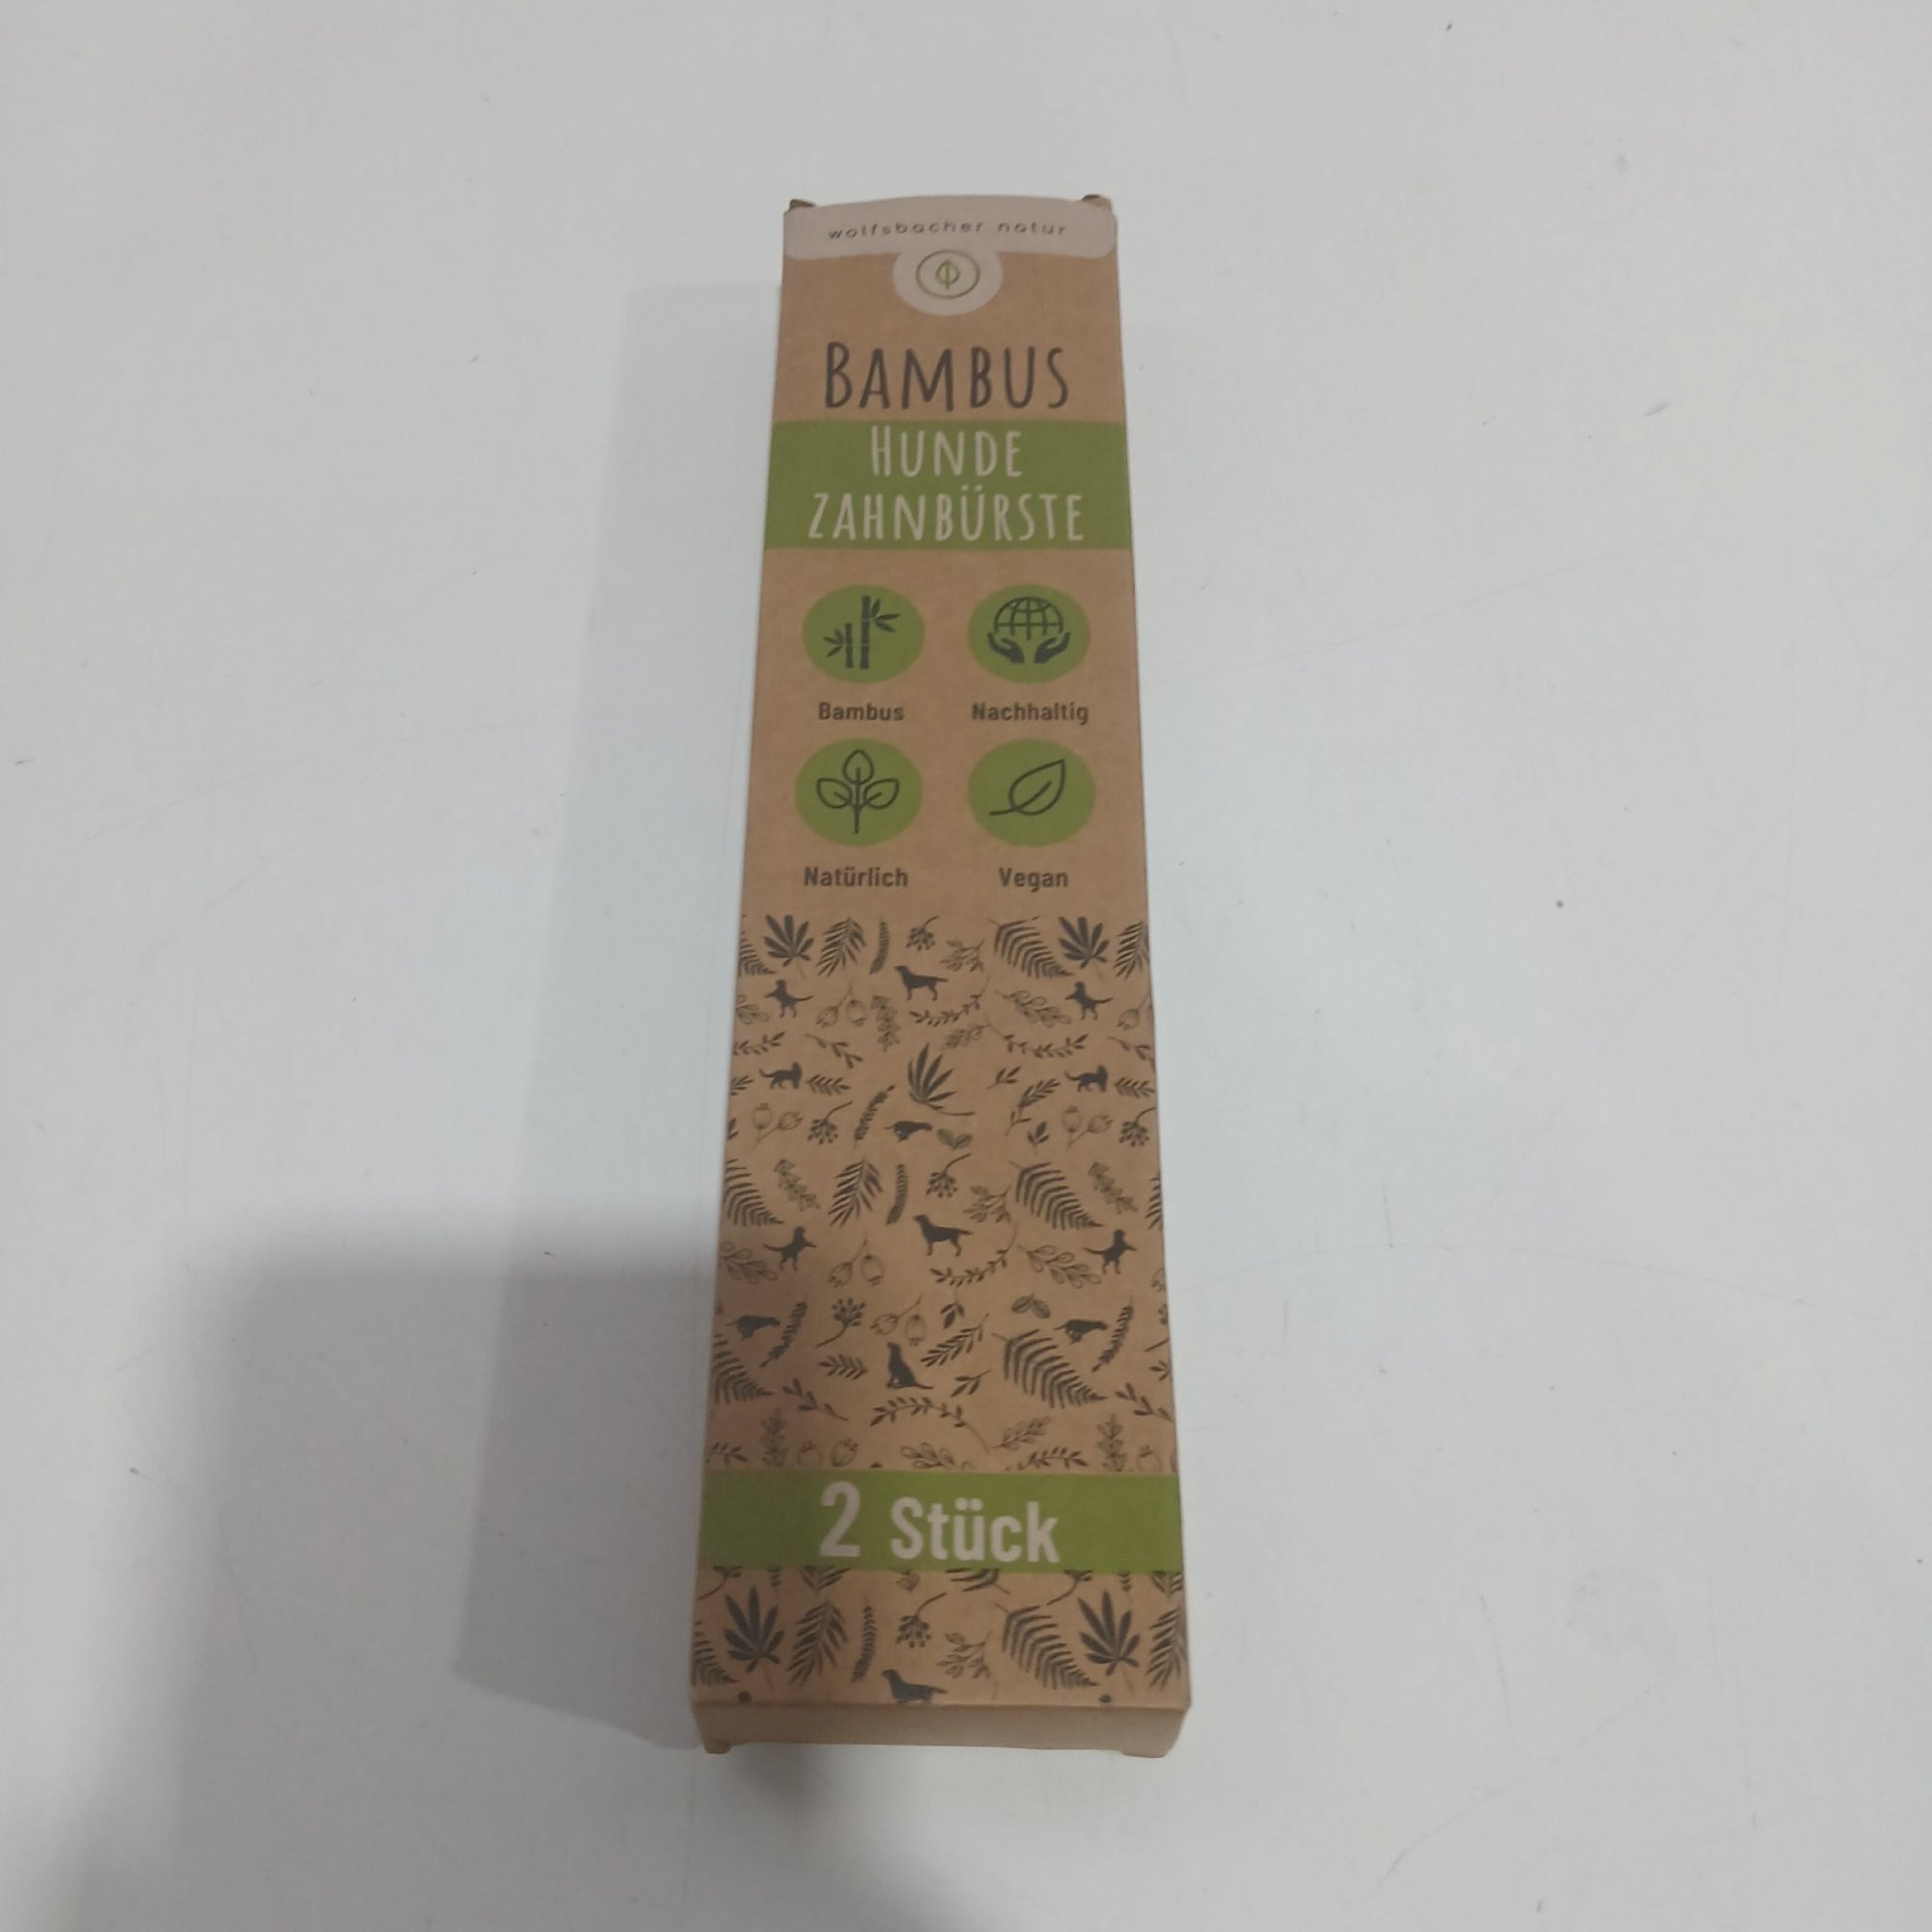 wolfsbacher natur
BAMBUS
HUNDE
ZAHNBÜRSTE
Bambus Nachhaltig
Natürlich Vegan
2 Stück